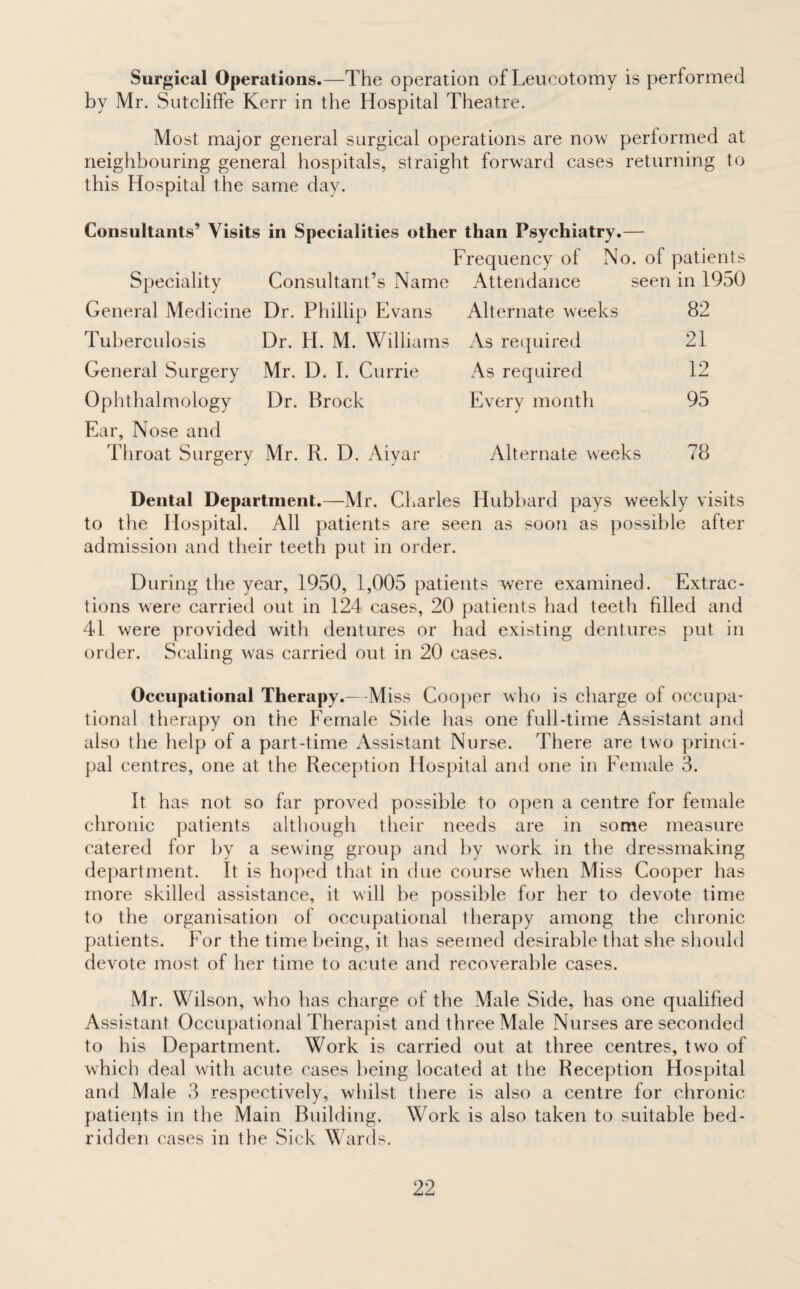 Surgical Operations.—The operation of Leucotomy is performed
by Mr. Sutcliffe Kerr in the Hospital Theatre.
Most major general surgical operations are now performed at
neighbouring general hospitals, straight forward cases returning to
this Hospital the same day.
Consultants' Visits in Specialities other than Psychiatry.—
Frequency of No. of patients
Speciality Consultant's Name Attendance seen in 1950
General Medicine Dr. Phillip Evans Alternate weeks 82
Tuberculosis Dr. H. M. Williams As required 21
General Surgery Mr. D. I. Currie As required 12
Ophthalmology Dr. Brock Every month 95
Ear, Nose and
Throat Surgery Mr. R. D. Aiyar Alternate weeks 78
Dental Department.—Mr. Charles Hubbard pays weekly visits
to the Hospital. All patients are seen as soon as possible after
admission and their teeth put in order.
During the year, 1950, 1,005 patients were examined. Extrac-
tions were carried out in 124 cases, 20 patients had teeth filled and
41 were provided with dentures or had existing dentures put in
order. Scaling was carried out in 20 cases.
Occupational Therapy.—Miss Cooper who is charge of occupa-
tional therapy on the Female Side has one full-time Assistant and
also the help of a part-time Assistant Nurse. There are two princi-
pal centres, one at the Reception Hospital and one in Female 3.
It has not so far proved possible to open a centre for female
chronic patients although their needs are in some measure
catered for by a sewing group and by work in the dressmaking
department. It is hoped that in due course when Miss Cooper has
more skilled assistance, it will be possible for her to devote time
to the organisation of occupational therapy among the chronic
patients. For the time being, it has seemed desirable that she should
devote most of her time to acute and recoverable cases.
Mr. Wilson, who has charge of the Male Side, has one qualified
Assistant Occupational Therapist and three Male Nurses are seconded
to his Department. Work is carried out at three centres, two of
which deal with acute cases being located at the Reception Hospital
and Male 3 respectively, whilst there is also a centre for chronic
patients in the Main Building. Work is also taken to suitable bed-
ridden cases in the Sick Wards.
22